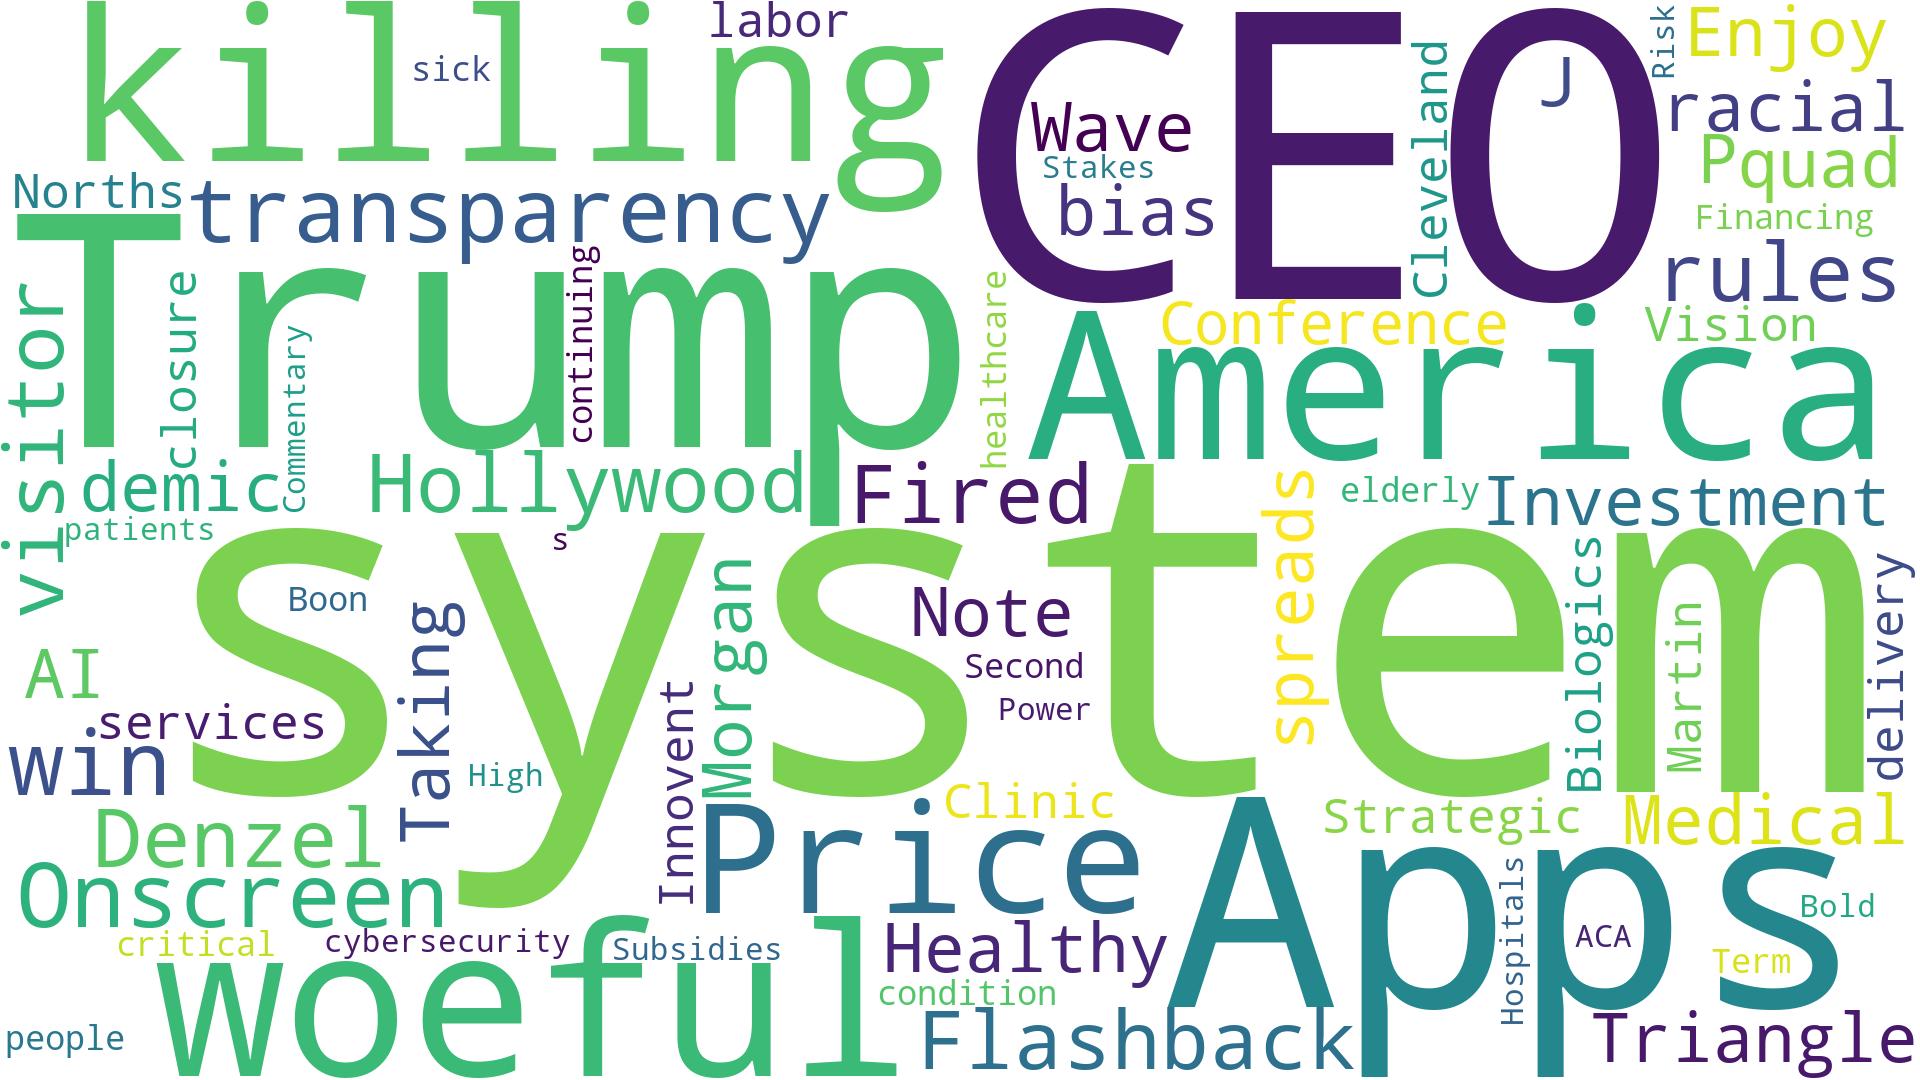 killing
labor
sick
CEO
Wave
Stakes
bias
J
Cleveland
Risk
Enjoy
racial
Pquad
Financing
rules
Norths
transparency
Trump
visitor
closure
Commentary
continuing
healthcare
Conference
Vision
America
demic
patients
Hollywood
Fired
s
elderly
Investment
system
spreads
Biologics
Martin
delivery
Boon
Taking
Morgan
Note
Second
Power
AI
services
win
High
Innovent
Clinic
Price
Strategic
Medical
Denzel
Onscreen
Apps
Hospitals
ACA
Bold
Term
critical
cybersecurity
Subsidies
Healthy
condition
woeful
people
Flashback
Triangle